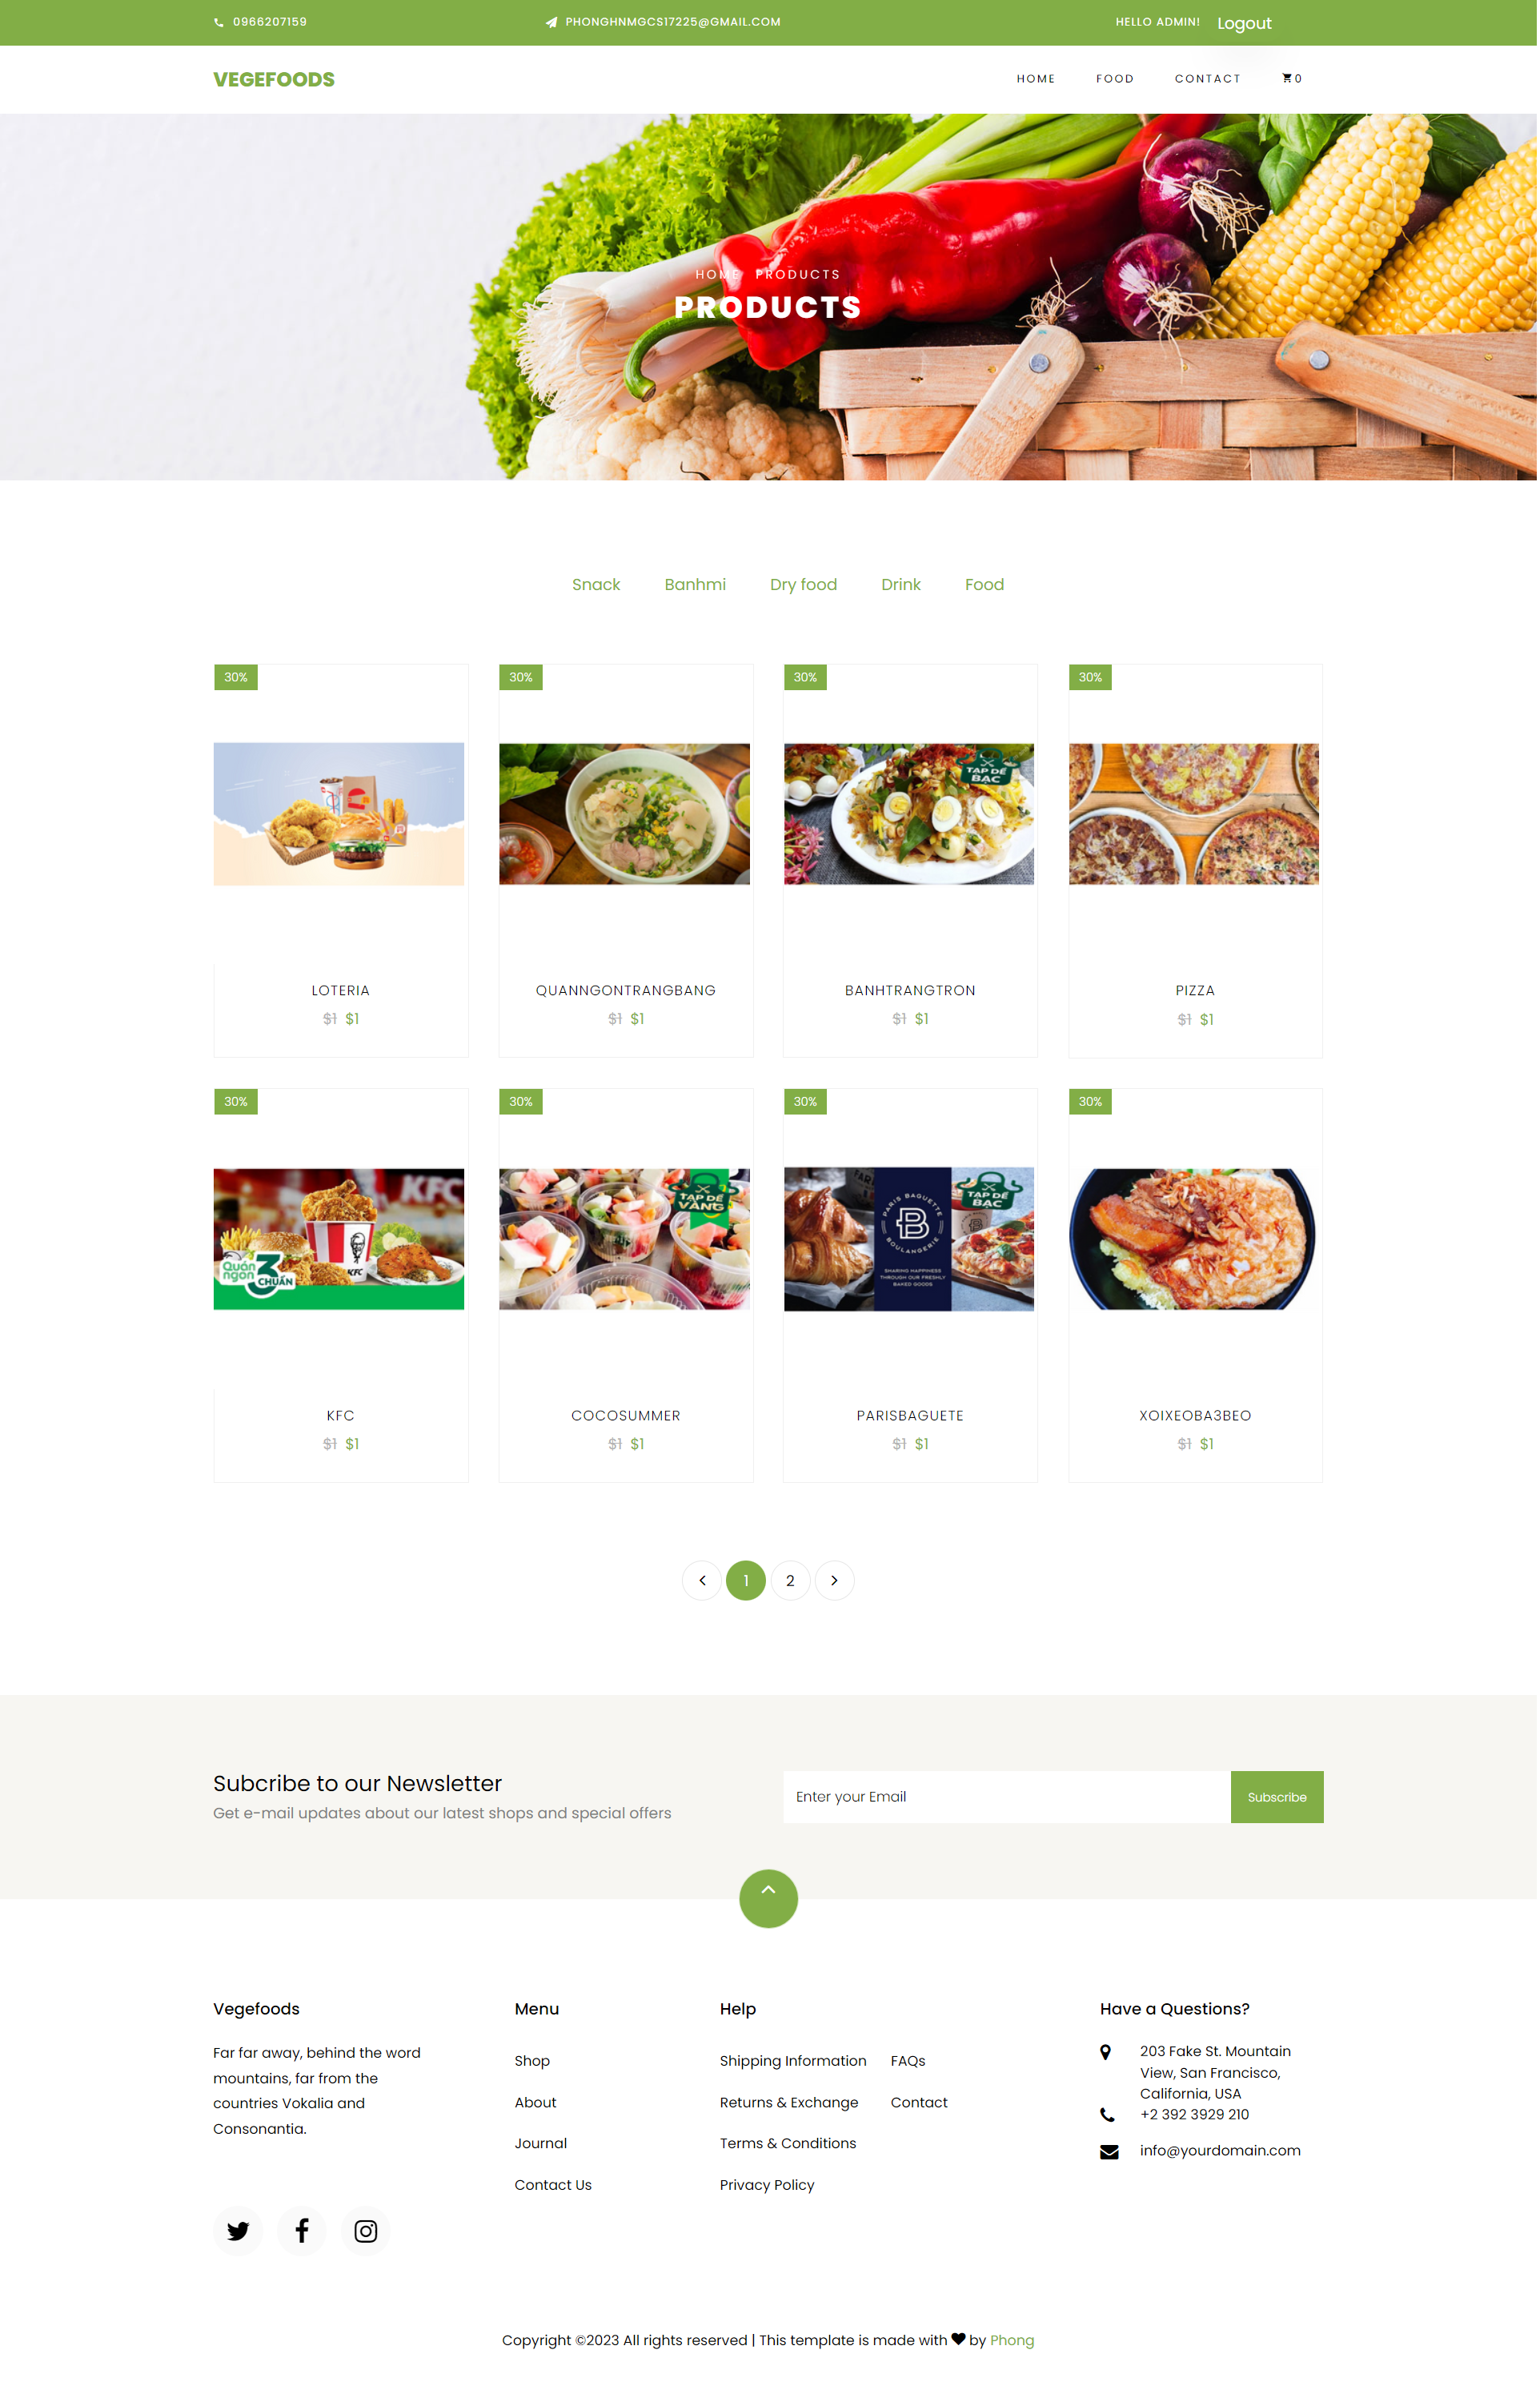 0966207159
PHONGHNMGCS17225@GMAIL.COM
HELLO ADMIN!
Logout
VEGEFOODS
HOME
FOOD
CONTACT
0
HOME PRODUCTS
PRODUCTS
Snack
Banhmi
Dry food
Drink
Food
30%
30%
30%
30%
TẠP DỀ
BẠC
LOTERIA
QUANNGONTRANGBANG
BANHTRANGTRON
PIZZA
$1 $1
$1 $1
$1 $1
$1 $1
30%
30%
30%
30%
KFC
Quán
ngon
3
CHUẨN
KFC
TẠP DỀ
VÀNG
PARIS BAGUETTE
B
BOULANGERIE
SHARING HAPPINESS
THROUGH OUR FRESHLY
BAKED GOODS
TẠP DỀ
BẠC
KFC
COCOSUMMER
PARISBAGUETE
XOIXEOBA3BEO
$1 $1
$1 $1
$1 $1
$1 $1
1
2
Subcribe to our Newsletter
Get e-mail updates about our latest shops and special offers
Enter your Email
Subscribe
Vegefoods
Far far away, behind the word
mountains, far from the
countries Vokalia and
Consonantia.
Menu
Shop
About
Journal
Contact Us
Help
Shipping Information
Returns & Exchange
Terms & Conditions
Privacy Policy
FAQs
Contact
Have a Questions?
203 Fake St. Mountain
View, San Francisco,
California, USA
+2 392 3929 210
info@yourdomain.com
Copyright ©2023 All rights reserved | This template is made with by Phong